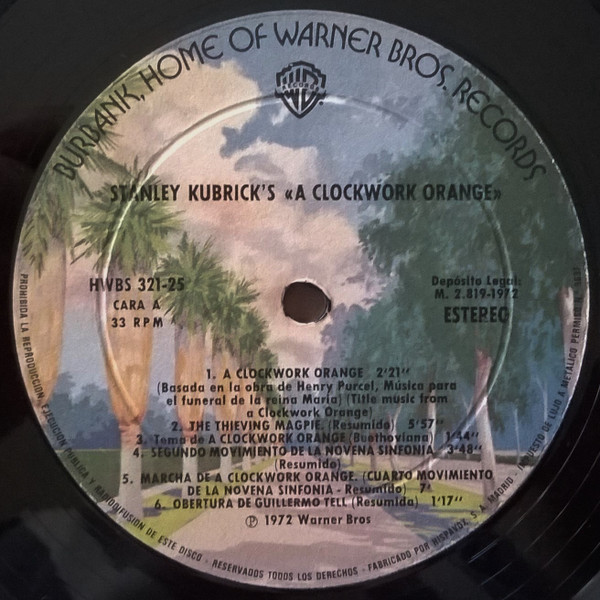 BURBANK, HOME OF WARNER BROS. RECORDS
STANLEY KUBRICK'S «A CLOCKWORK ORANGE»
HWBS 321-25
CARA A
33 RPM
Depósito Legal:
M. 2.819-1972
ESTEREO
1. A CLOCKWORK ORANGE 2'21''
(Basada en la obra de Henry Purcel, Música para
el funeral de la reina María) (Title music from
a Clockwork Orange)
2. THE THIEVING MAGPIE. (Resumido) 5'57''
3. Tema de A CLOCKWORK ORANGE (Beethoviana) 1'44''
4. SEGUNDO MOVIMIENTO DE LA NOVENA SINFONIA 3'48''
(Resumido)
5. MARCHA DE A CLOCKWORK ORANGE. (CUARTO MOVIMIENTO
DE LA NOVENA SINFONIA - Resumido) 7'
6. OBERTURA DE GUILLERMO TELL (Resumida) 1'17''
Ⓟ 1972 Warner Bros
PROHIBIDA LA REPRODUCCION, EJECUCION PUBLICA Y RADIODIFUSION DE ESTE DISCO - RESERVADOS TODOS LOS DERECHOS - FABRICADO POR HISPAVOX, S. A. MADRID - IMPUESTO DE LUJO A METALICO PERMISO